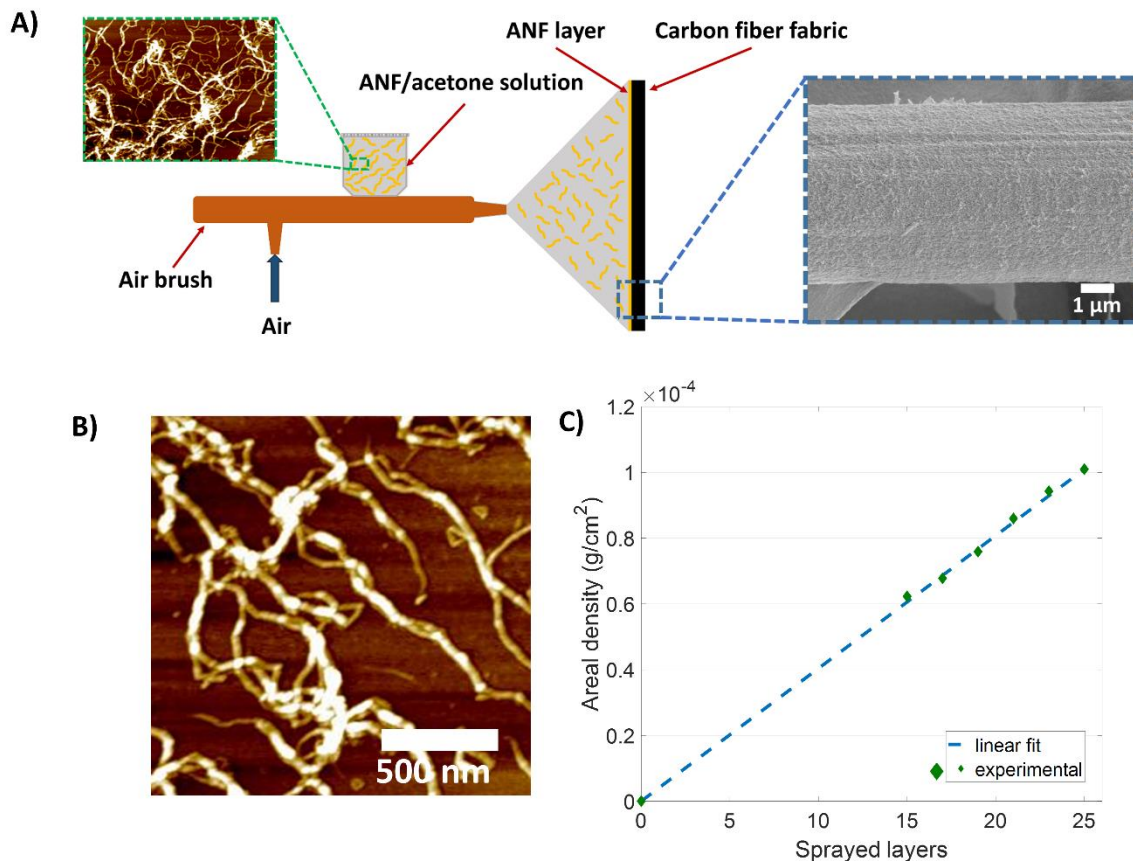 A)
ANF layer
Carbon fiber fabric
ANF/acetone solution
Air brush
Air
1 µm
B)
500 nm
C)
×10⁻⁴
1.2
1
0.8
0.6
0.4
0.2
0
Areal density (g/cm²)
0 5 10 15 20 25
Sprayed layers
linear fit
experimental